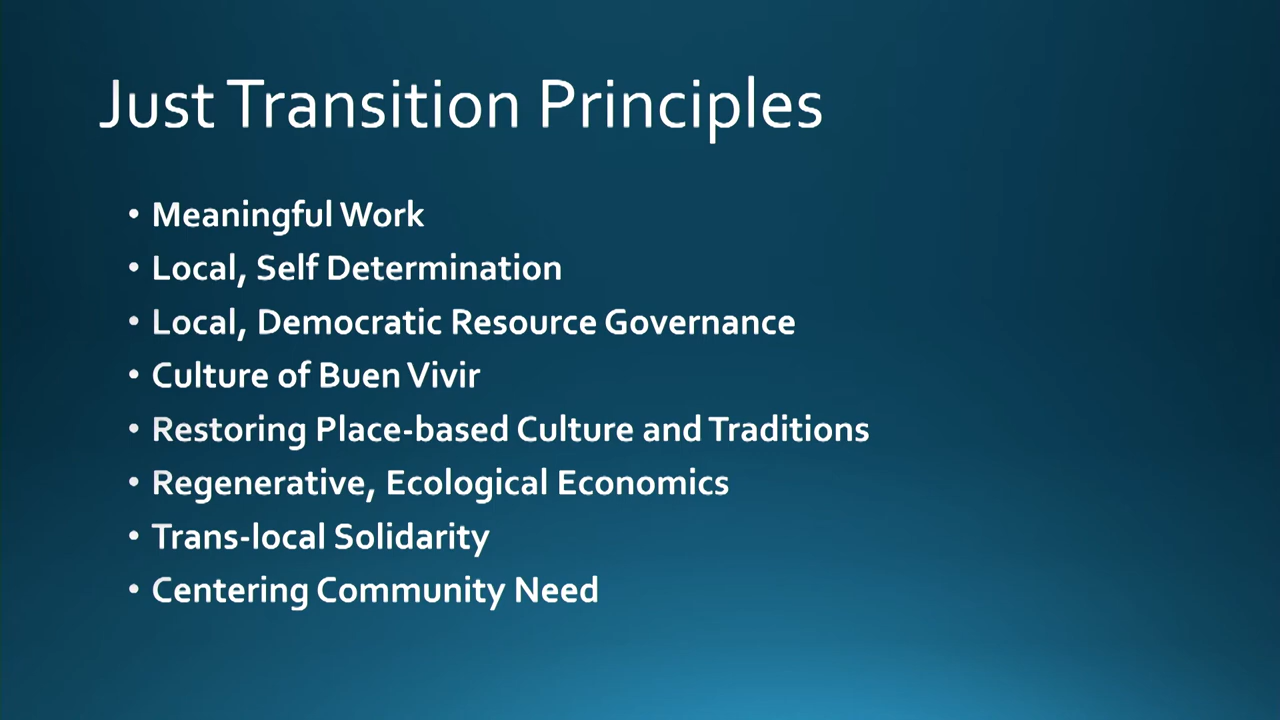 Just Transition Principles
• Meaningful Work
• Local, Self Determination
• Local, Democratic Resource Governance
• Culture of Buen Vivir
• Restoring Place-based Culture and Traditions
• Regenerative, Ecological Economics
• Trans-local Solidarity
• Centering Community Need